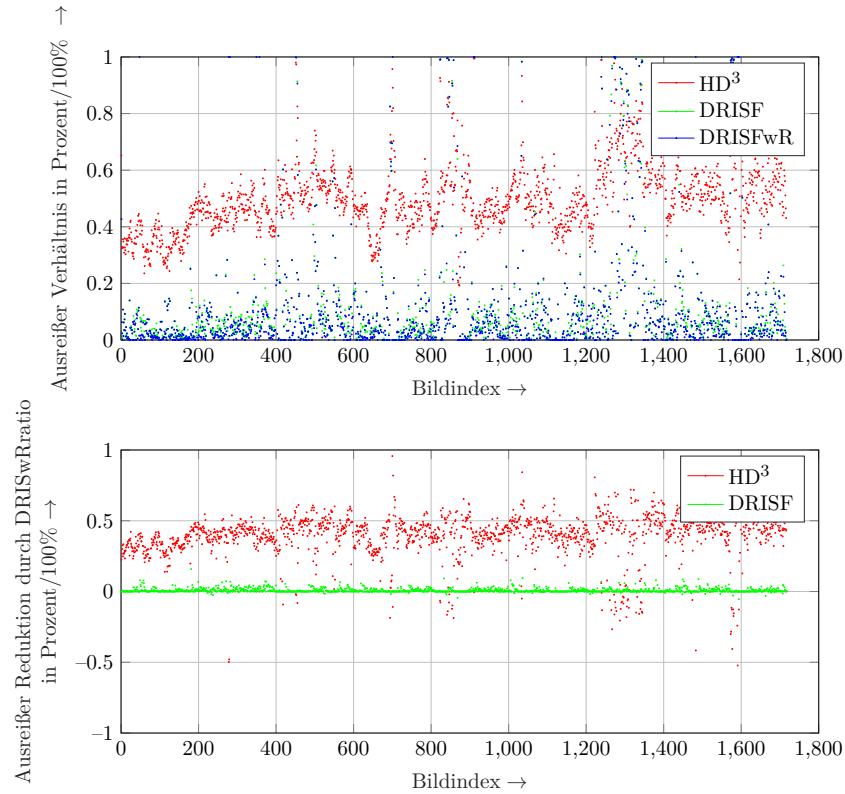 Ausreißer Verhältnis in Prozent/100% →
1
0.8
0.6
0.4
0.2
0
0 200 400 600 800 1,000 1,200 1,400 1,600 1,800
Bildindex →
HD³
DRISF
DRISFwR
Ausreißer Reduktion durch DRISwRratio
in Prozent/100% →
1
0.5
0
−0.5
−1
0 200 400 600 800 1,000 1,200 1,400 1,600 1,800
Bildindex →
HD³
DRISF